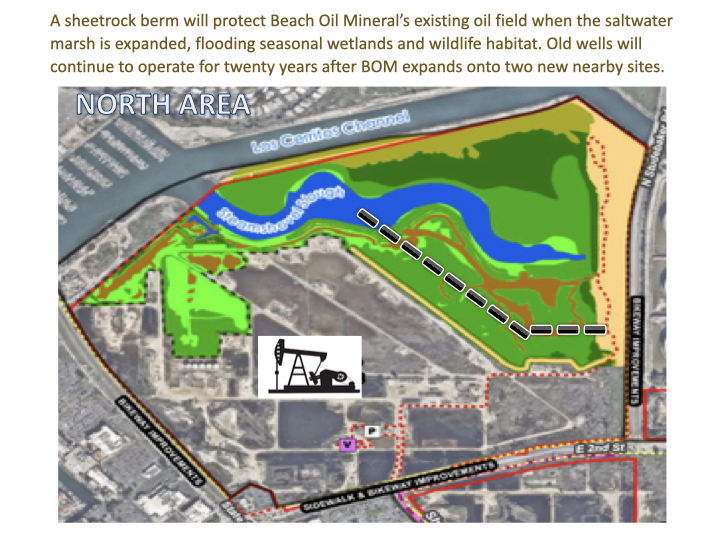 A sheetrock berm will protect Beach Oil Mineral’s existing oil field when the saltwater
marsh is expanded, flooding seasonal wetlands and wildlife habitat. Old wells will
continue to operate for twenty years after BOM expands onto two new nearby sites.
NORTH AREA
Los Cerritos Channel
N Studebaker
Steamshovel Slough
BIKEWAY IMPROVEMENTS
BIKEWAY IMPROVEMENTS
P
V
E 2nd St
SIDEWALK & BIKEWAY IMPROVEMENTS